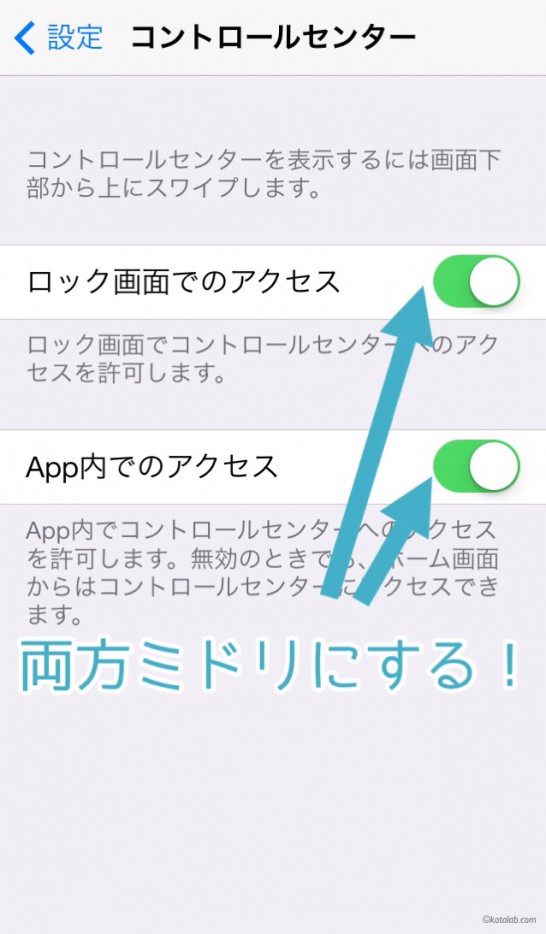 設定 コントロールセンター
コントロールセンターを表示するには画面下
部から上にスワイプします。
ロック画面でのアクセス
ロック画面でコントロールセンターへのアク
セスを許可します。
App内でのアクセス
App内でコントロールセンターへのアクセス
を許可します。無効のときでも、ホーム画面
からはコントロールセンターにアクセスでき
ます。
両方ミドリにする！
©kotalab.com